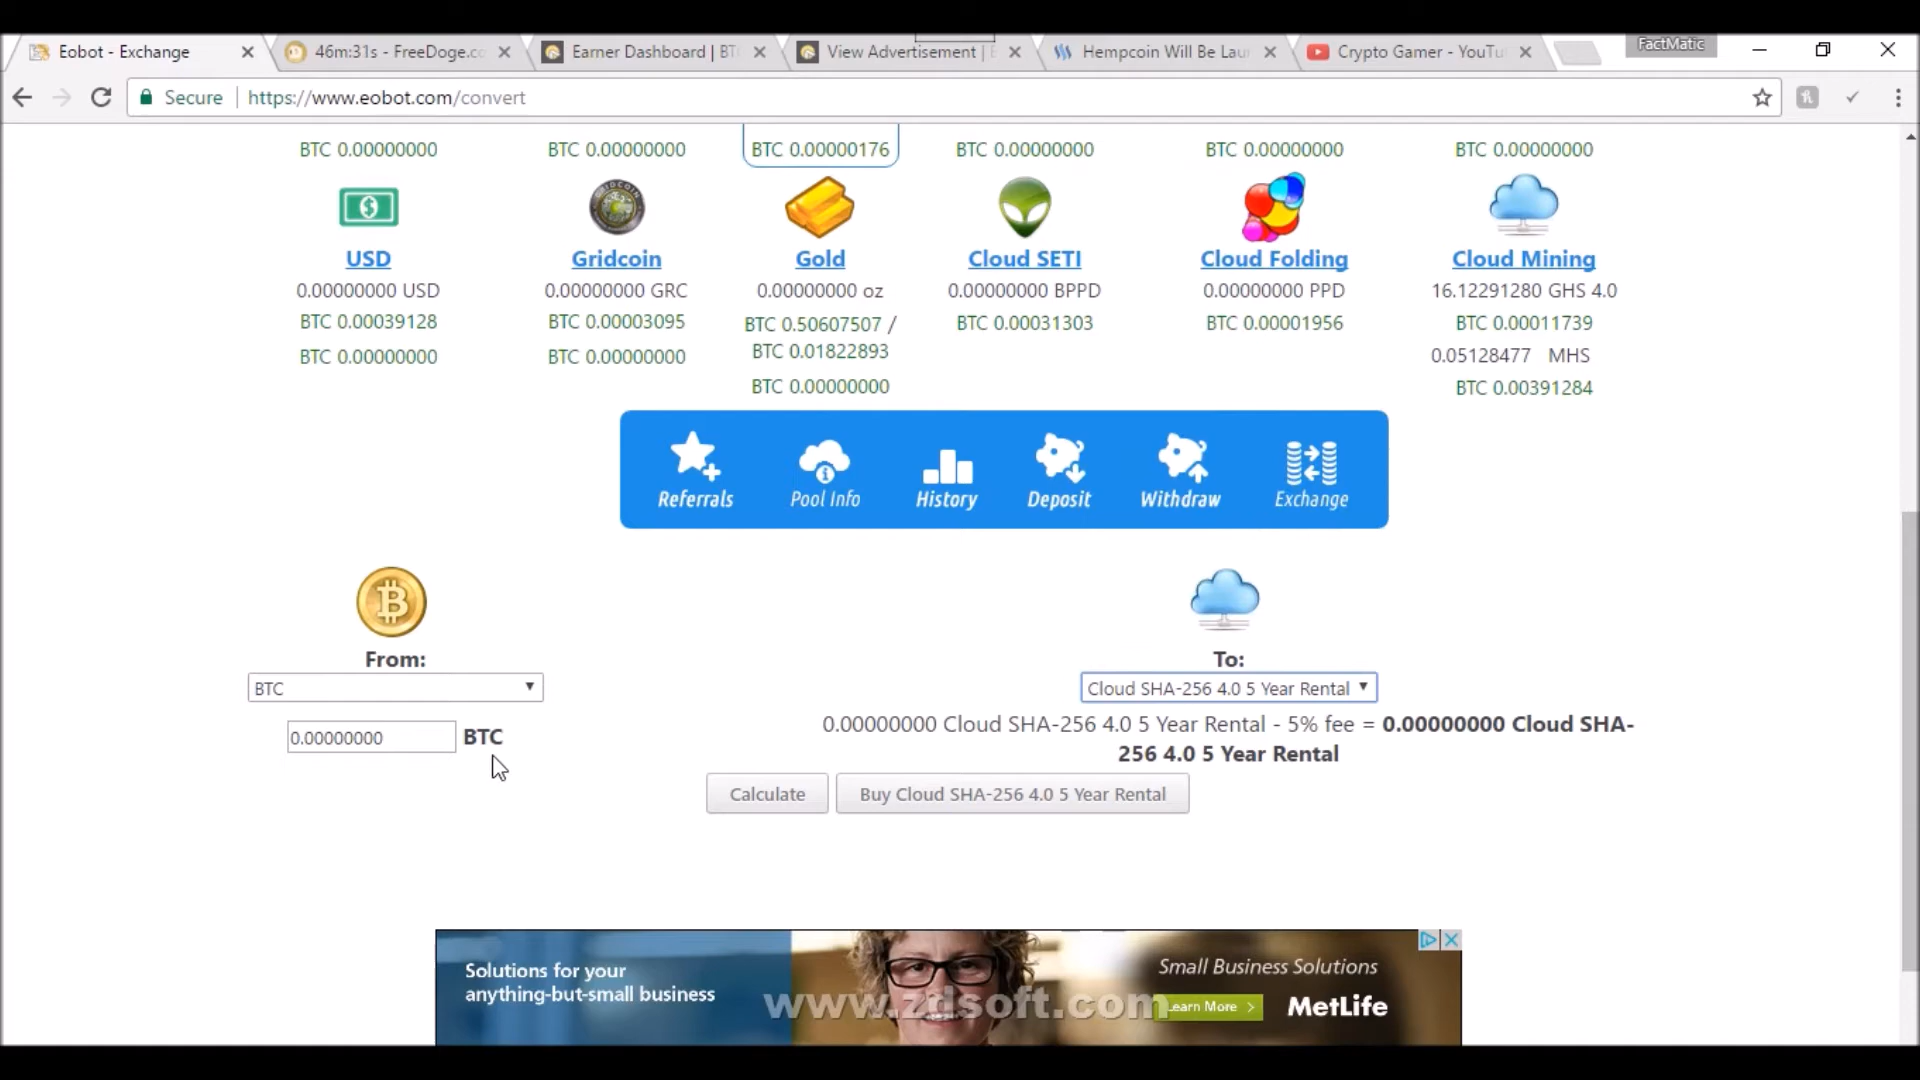 Eobot - Exchange
46m:31s - FreeDoge.co
Earner Dashboard | BT
View Advertisement | E
Hempcoin Will Be Lau
Crypto Gamer - YouTu
FactMatic
Secure
https://www.eobot.com/convert
BTC 0.00000000
BTC 0.00000000
BTC 0.00000176
BTC 0.00000000
BTC 0.00000000
BTC 0.00000000
USD
Gridcoin
Gold
Cloud SETI
Cloud Folding
Cloud Mining
0.00000000 USD
0.00000000 GRC
0.00000000 oz
0.00000000 BPPD
0.00000000 PPD
16.12291280 GHS 4.0
BTC 0.00039128
BTC 0.00003095
BTC 0.50607507 /
BTC 0.00031303
BTC 0.00001956
BTC 0.00011739
BTC 0.00000000
BTC 0.00000000
BTC 0.01822893
0.05128477 MHS
BTC 0.00000000
BTC 0.00391284
Referrals
Pool Info
History
Deposit
Withdraw
Exchange
From:
To:
BTC
Cloud SHA-256 4.0 5 Year Rental
0.00000000 BTC
0.00000000 Cloud SHA-256 4.0 5 Year Rental - 5% fee = 0.00000000 Cloud SHA-
256 4.0 5 Year Rental
Calculate
Buy Cloud SHA-256 4.0 5 Year Rental
Solutions for your
anything-but-small business
Small Business Solutions
Learn More >
MetLife
www.zdsoft.com